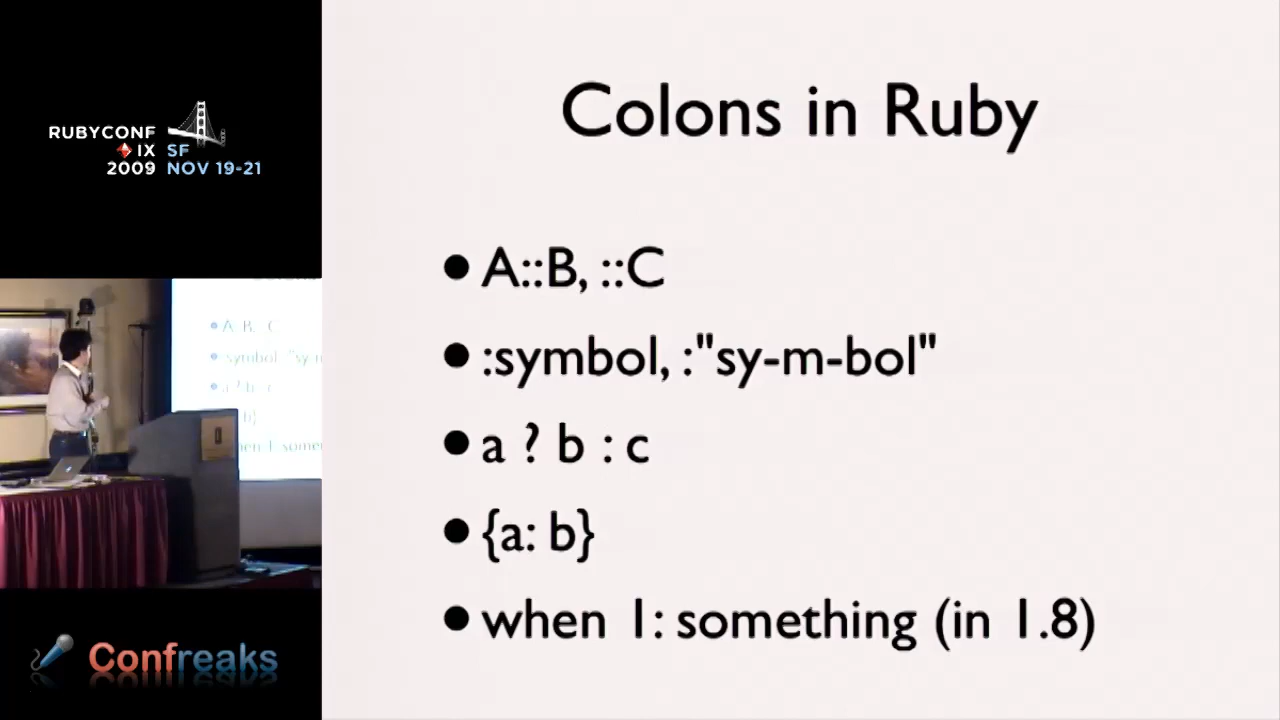 RUBYCONF
IX SF
2009 NOV 19-21
Colons in Ruby
• A::B, ::C
• :symbol, :"sy-m-bol"
• a ? b : c
• {a: b}
• when 1: something (in 1.8)
Confreaks